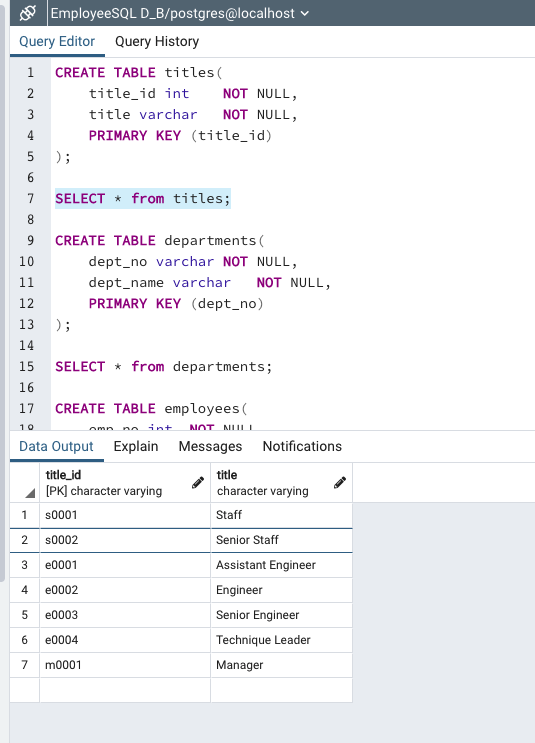 EmployeeSQL D_B/postgres@localhost
Query Editor Query History
1 CREATE TABLE titles(
2 title_id int NOT NULL,
3 title varchar NOT NULL,
4 PRIMARY KEY (title_id)
5 );
6
7 SELECT * from titles;
8
9 CREATE TABLE departments(
10 dept_no varchar NOT NULL,
11 dept_name varchar NOT NULL,
12 PRIMARY KEY (dept_no)
13 );
14
15 SELECT * from departments;
16
17 CREATE TABLE employees(
18 emp_no int NOT NULL
Data Output Explain Messages Notifications
title_id title
[PK] character varying character varying
1 s0001 Staff
2 s0002 Senior Staff
3 e0001 Assistant Engineer
4 e0002 Engineer
5 e0003 Senior Engineer
6 e0004 Technique Leader
7 m0001 Manager